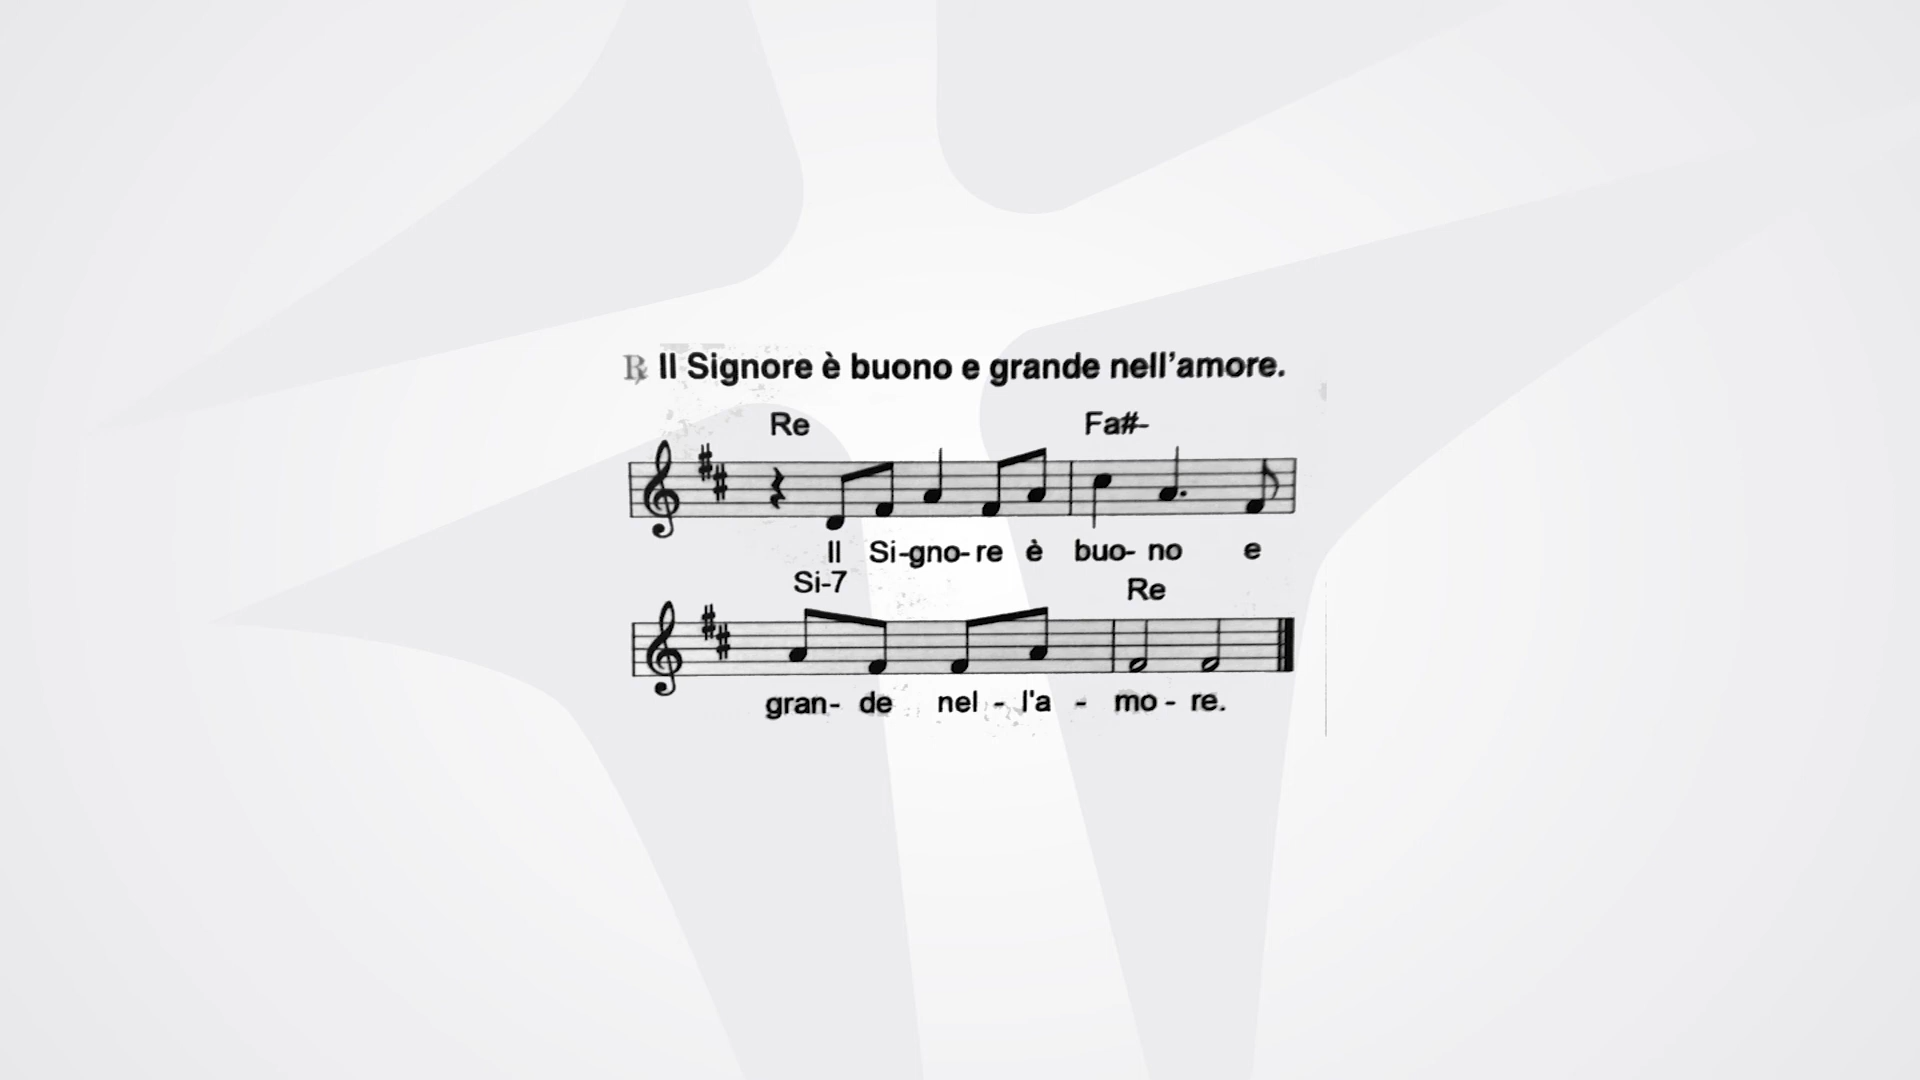 ℟ Il Signore è buono e grande nell’amore.
Re Fa#-
Il Si-gno-re è buo- no e
Si-7 Re
gran- de nel - l'a - mo - re.